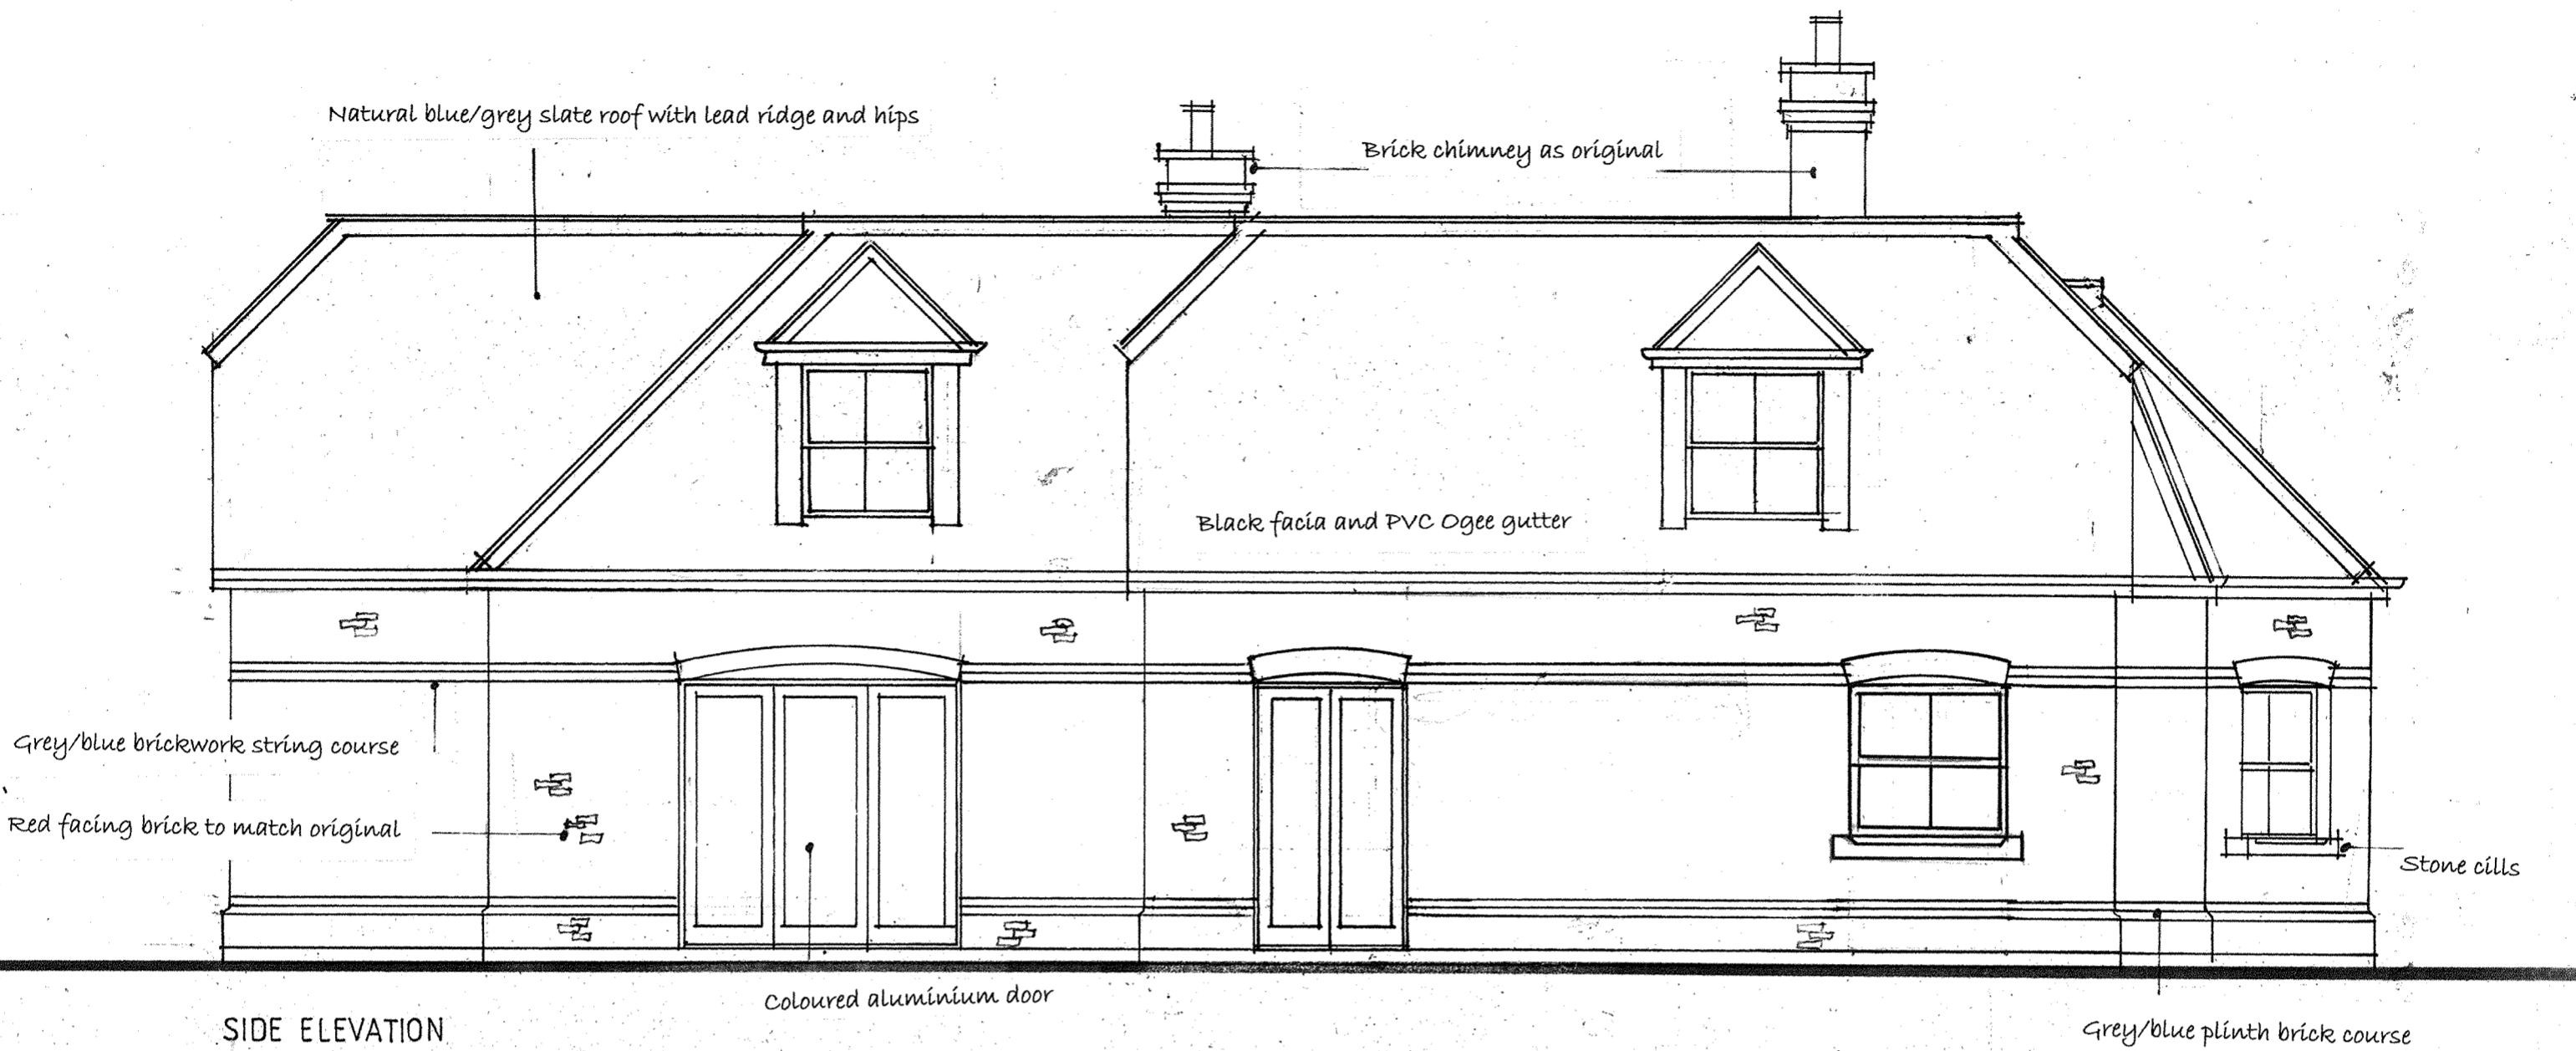 Natural blue/grey slate roof with lead ridge and hips
Brick chimney as original
Black facia and PVC Ogee gutter
Grey/blue brickwork string course
Red facing brick to match original
Stone cills
Coloured aluminium door
SIDE ELEVATION
Grey/blue plinth brick course